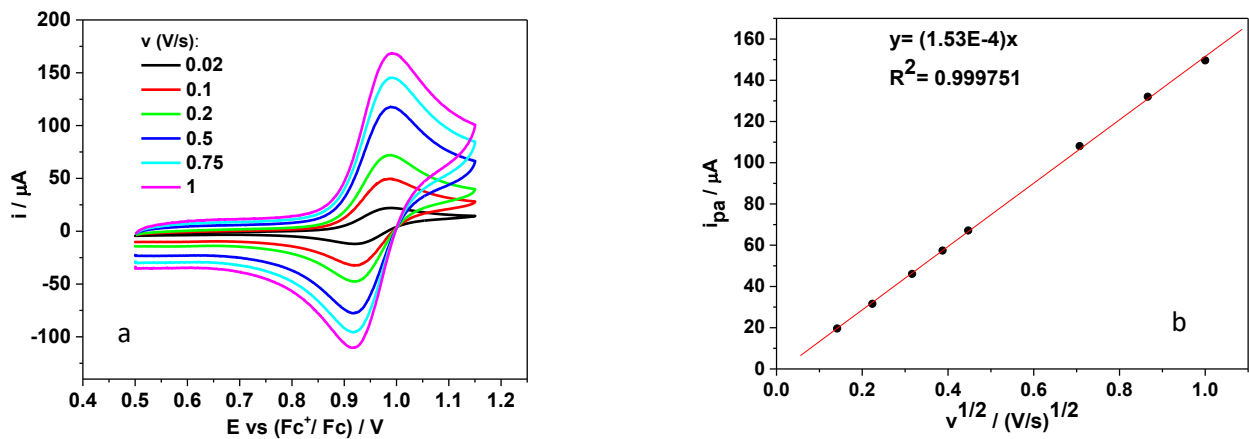 v (V/s):
0.02
0.1
0.2
0.5
0.75
1
200
150
100
50
0
-50
-100
i / μA
a
0.4 0.5 0.6 0.7 0.8 0.9 1.0 1.1 1.2
E vs (Fc⁺/ Fc) / V
y= (1.53E-4)x
R²= 0.999751
160
140
120
100
80
60
40
20
0
i_pa / μA
b
0.0 0.2 0.4 0.6 0.8 1.0
v^1/2 / (V/s)^1/2